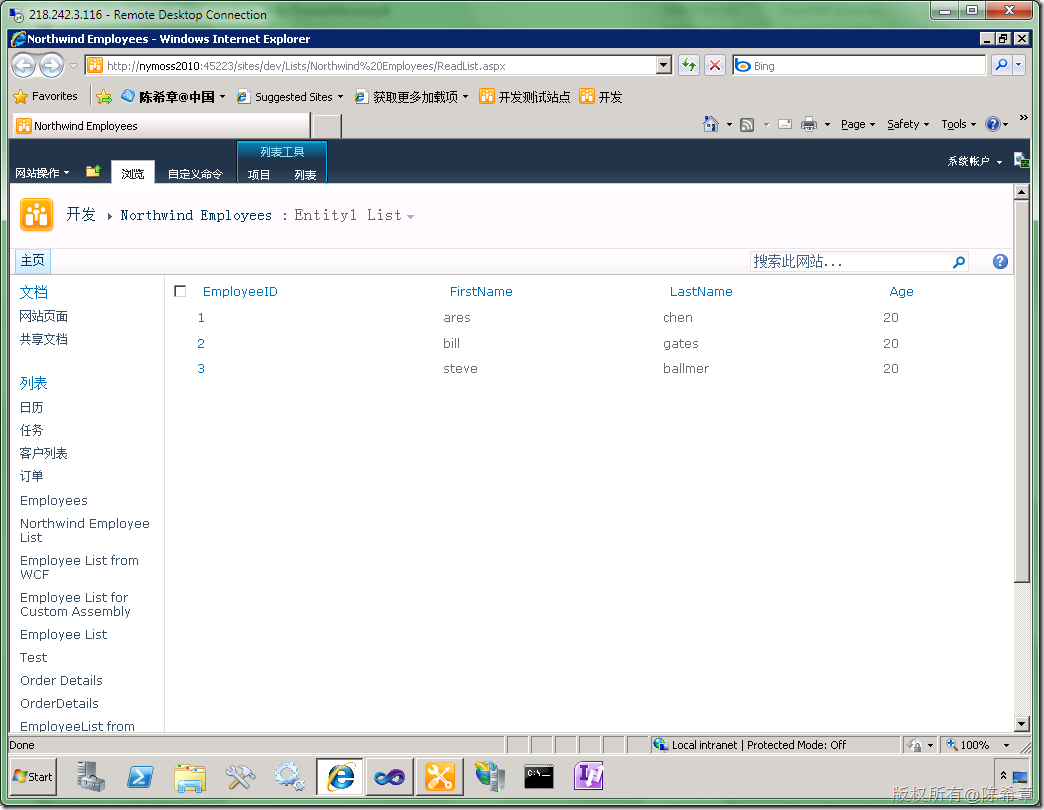 218.242.3.116 - Remote Desktop Connection
Northwind Employees - Windows Internet Explorer
http://nymoss2010:45223/sites/dev/Lists/Northwind%20Employees/ReadList.aspx
Bing
Favorites 陈希章@中国 Suggested Sites 获取更多加载项 开发测试站点 开发
Northwind Employees
Page Safety Tools
列表工具
系统帐户
网站操作 浏览 自定义命令 项目 列表
开发 Northwind Employees : Entity1 List
主页
搜索此网站...
EmployeeID FirstName LastName Age
1 ares chen 20
2 bill gates 20
3 steve ballmer 20
文档
网站页面
共享文档
列表
日历
任务
客户列表
订单
Employees
Northwind Employee
List
Employee List from
WCF
Employee List for
Custom Assembly
Employee List
Test
Order Details
OrderDetails
EmployeeList from
Done Local intranet | Protected Mode: Off 100%
Start
版权所有@陈希章